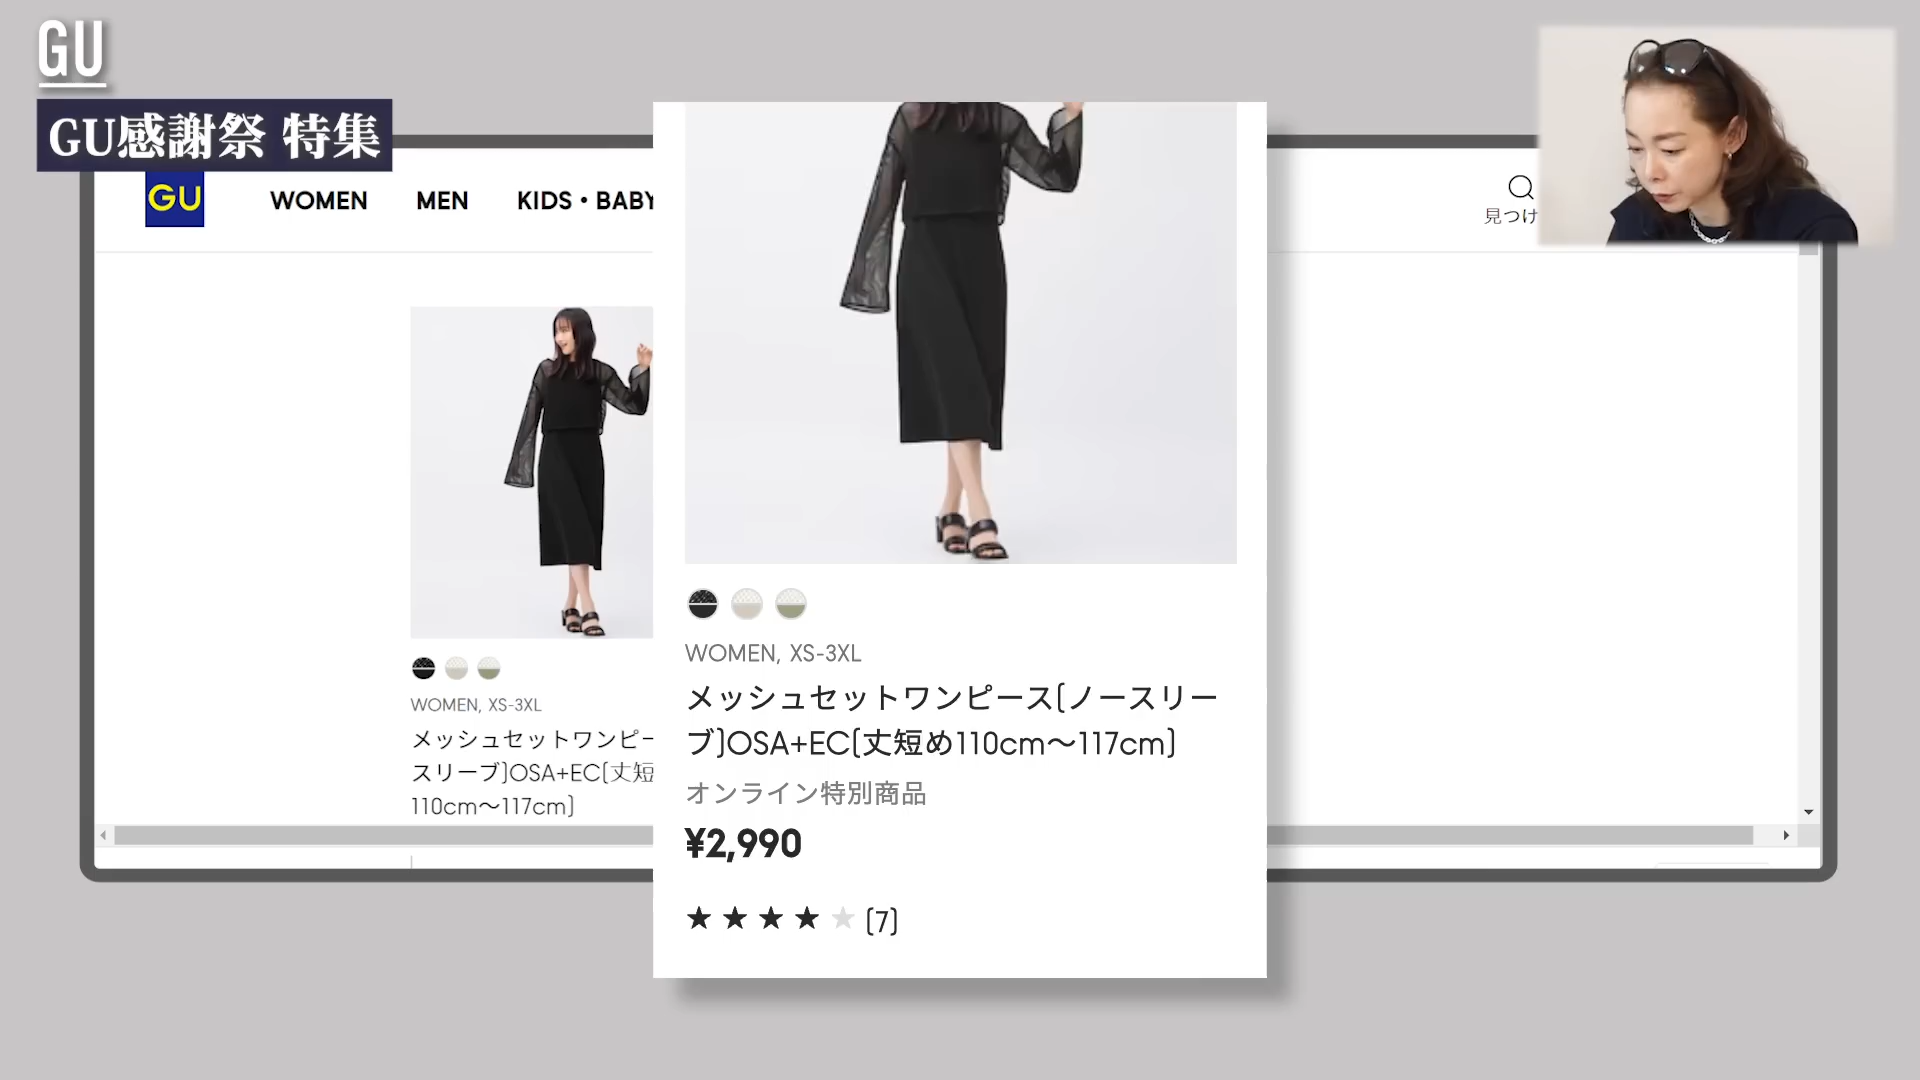 GU
GU感謝祭 特集
GU
WOMEN
MEN
KIDS・BABY
見つけ
WOMEN, XS-3XL
メッシュセットワンピー
スリーブ]OSA+EC[丈短
110cm〜117cm]
WOMEN, XS-3XL
メッシュセットワンピース[ノースリー
ブ]OSA+EC[丈短め110cm〜117cm]
オンライン特別商品
¥2,990
★★★★★ [7]